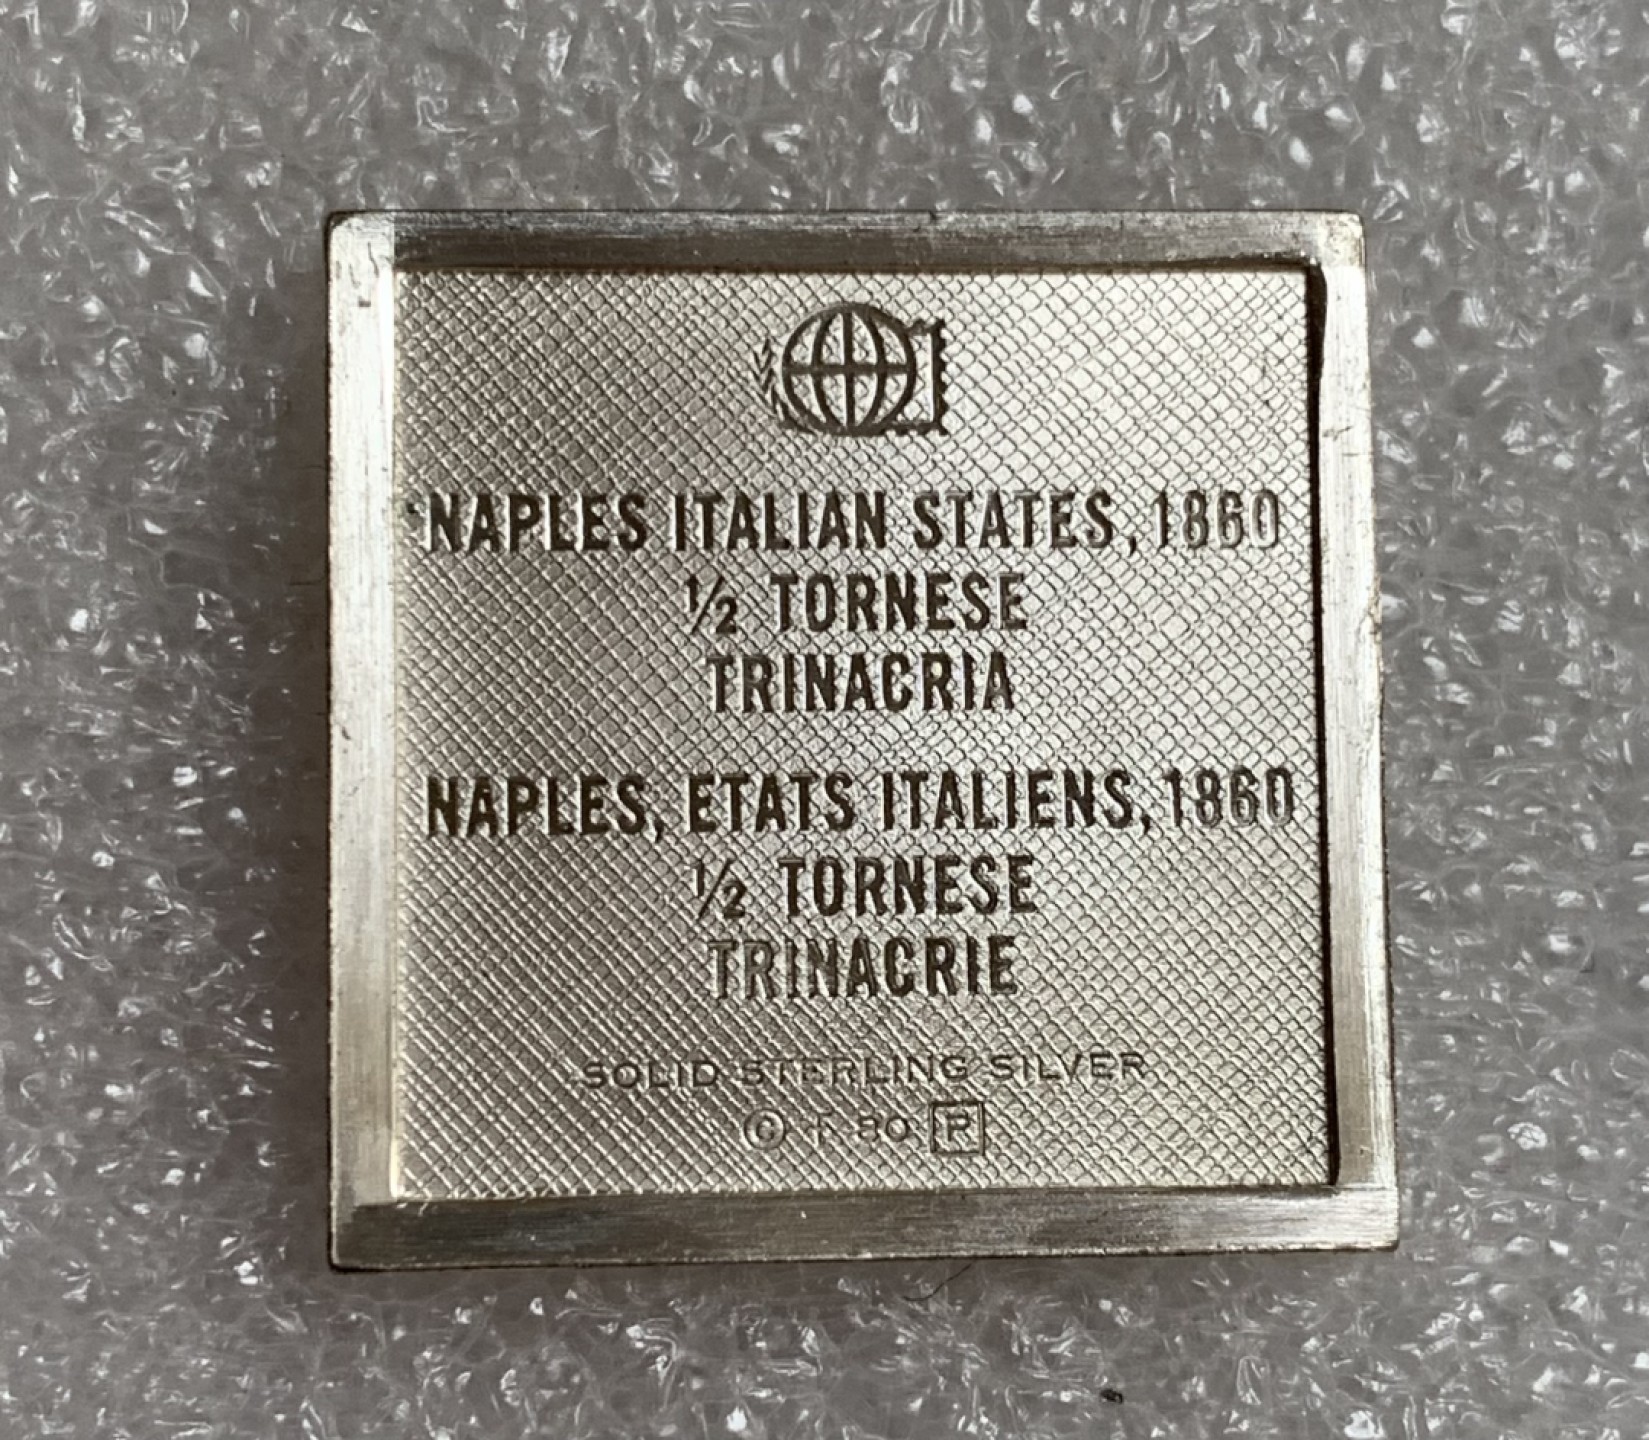 NAPLES ITALIAN STATES, 1860
½ TORNESE
TRINACRIA
NAPLES, ETATS ITALIENS, 1860
½ TORNESE
TRINACRIE
SOLID STERLING SILVER
© F 80 P